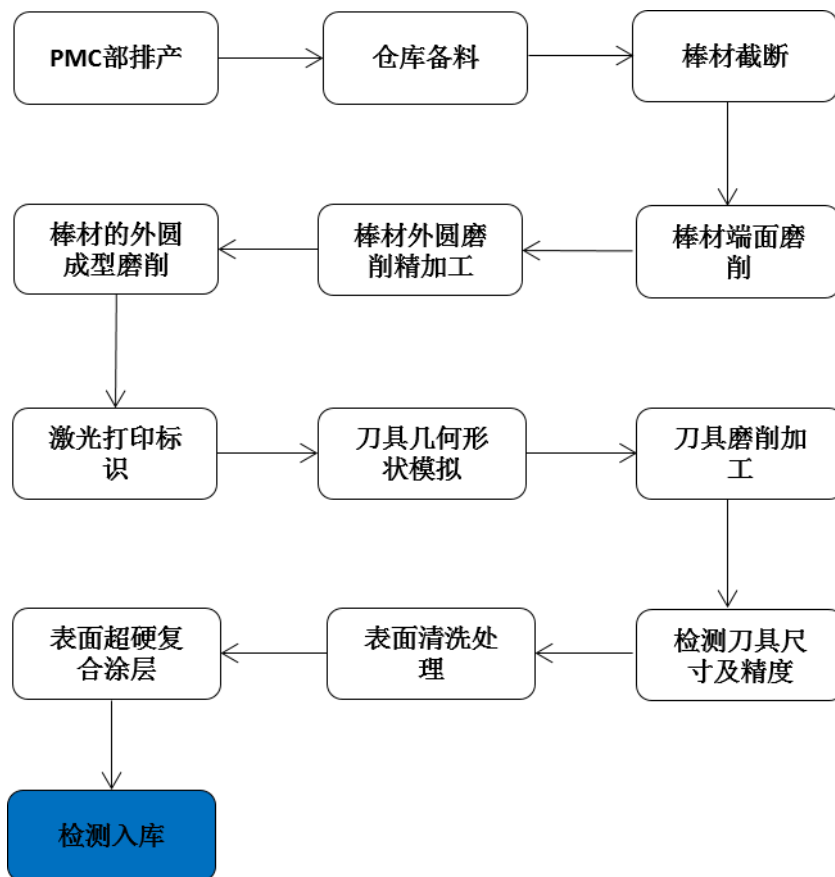 PMC部排产
仓库备料
棒材截断
棒材的外圆
成型磨削
棒材外圆磨
削精加工
棒材端面磨
削
激光打印标
识
刀具几何形
状模拟
刀具磨削加
工
表面超硬复
合涂层
表面清洗处
理
检测刀具尺
寸及精度
检测入库